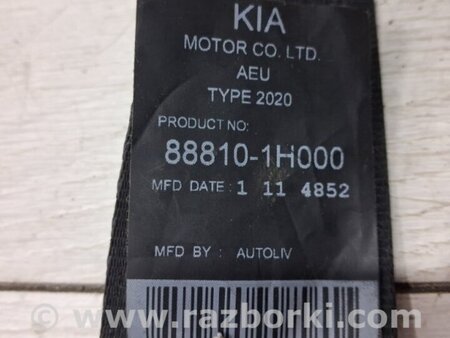 KIA
MOTOR CO. LTD.
AEU
TYPE 2020
PRODUCT NO:
88810-1H000
MFD DATE: 1 11 4852
MFD BY : AUTOLIV
www.razborki.com